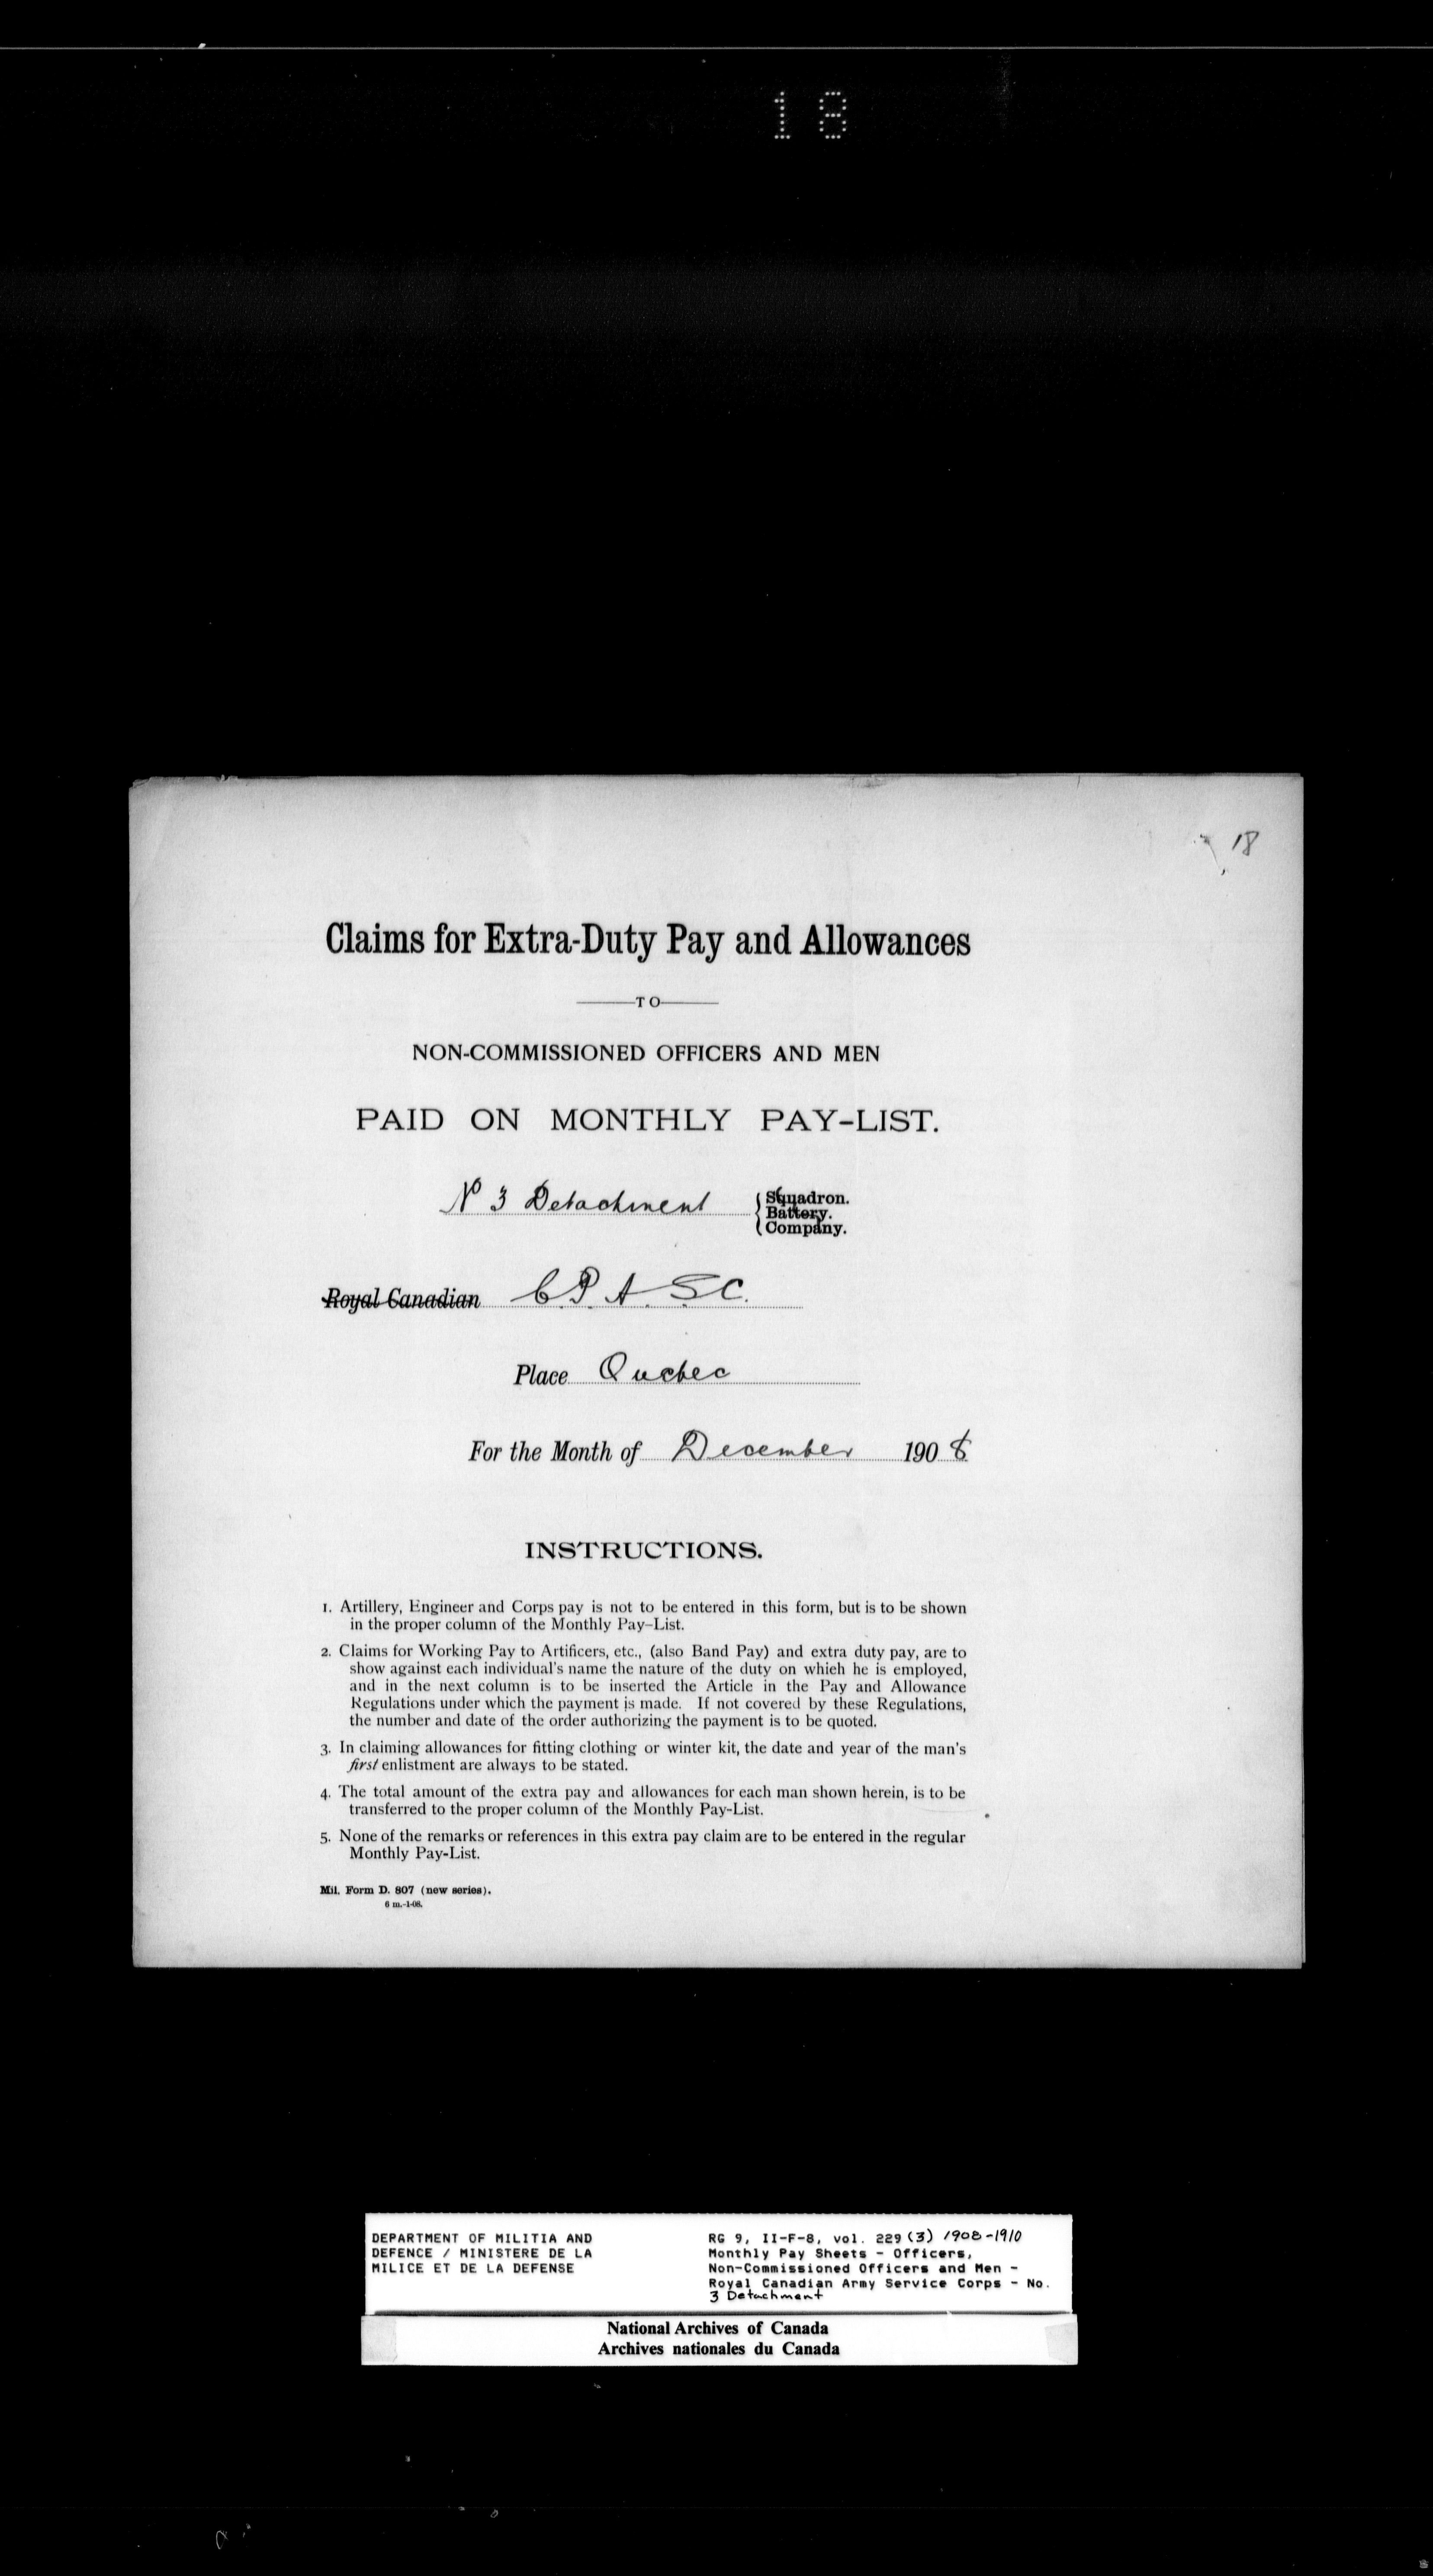 18
18
Claims for Extra-Duty Pay and Allowances
TO
NON-COMMISSIONED OFFICERS AND MEN
PAID ON MONTHLY PAY-LIST.
No 3 Detachment { Squadron.
Battery.
Company.
Royal Canadian C.P.A.S.C.
Place Quebec
For the Month of December 1908
INSTRUCTIONS.
1. Artillery, Engineer and Corps pay is not to be entered in this form, but is to be shown
in the proper column of the Monthly Pay-List.
2. Claims for Working Pay to Artificers, etc., (also Band Pay) and extra duty pay, are to
show against each individual's name the nature of the duty on which he is employed,
and in the next column is to be inserted the Article in the Pay and Allowance
Regulations under which the payment is made. If not covered by these Regulations,
the number and date of the order authorizing the payment is to be quoted.
3. In claiming allowances for fitting clothing or winter kit, the date and year of the man's
first enlistment are always to be stated.
4. The total amount of the extra pay and allowances for each man shown herein, is to be
transferred to the proper column of the Monthly Pay-List.
5. None of the remarks or references in this extra pay claim are to be entered in the regular
Monthly Pay-List.
Mil. Form D. 807 (new series).
6 m.-1-08.
DEPARTMENT OF MILITIA AND
DEFENCE / MINISTERE DE LA
MILICE ET DE LA DEFENSE
RG 9, II-F-8, vol. 229 (3) 1908-1910
Monthly Pay Sheets - Officers,
Non-Commissioned Officers and Men -
Royal Canadian Army Service Corps - No.
3 Detachment
National Archives of Canada
Archives nationales du Canada